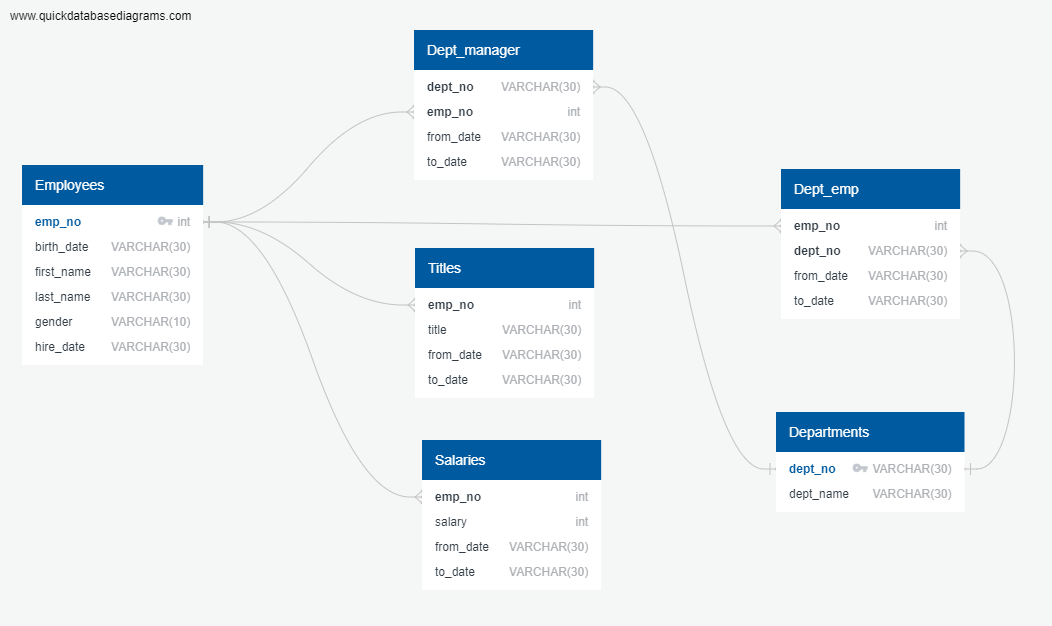 www.quickdatabasediagrams.com
Dept_manager
dept_no VARCHAR(30)
emp_no int
from_date VARCHAR(30)
to_date VARCHAR(30)
Employees
emp_no int
birth_date VARCHAR(30)
first_name VARCHAR(30)
last_name VARCHAR(30)
gender VARCHAR(10)
hire_date VARCHAR(30)
Titles
emp_no int
title VARCHAR(30)
from_date VARCHAR(30)
to_date VARCHAR(30)
Salaries
emp_no int
salary int
from_date VARCHAR(30)
to_date VARCHAR(30)
Dept_emp
emp_no int
dept_no VARCHAR(30)
from_date VARCHAR(30)
to_date VARCHAR(30)
Departments
dept_no VARCHAR(30)
dept_name VARCHAR(30)